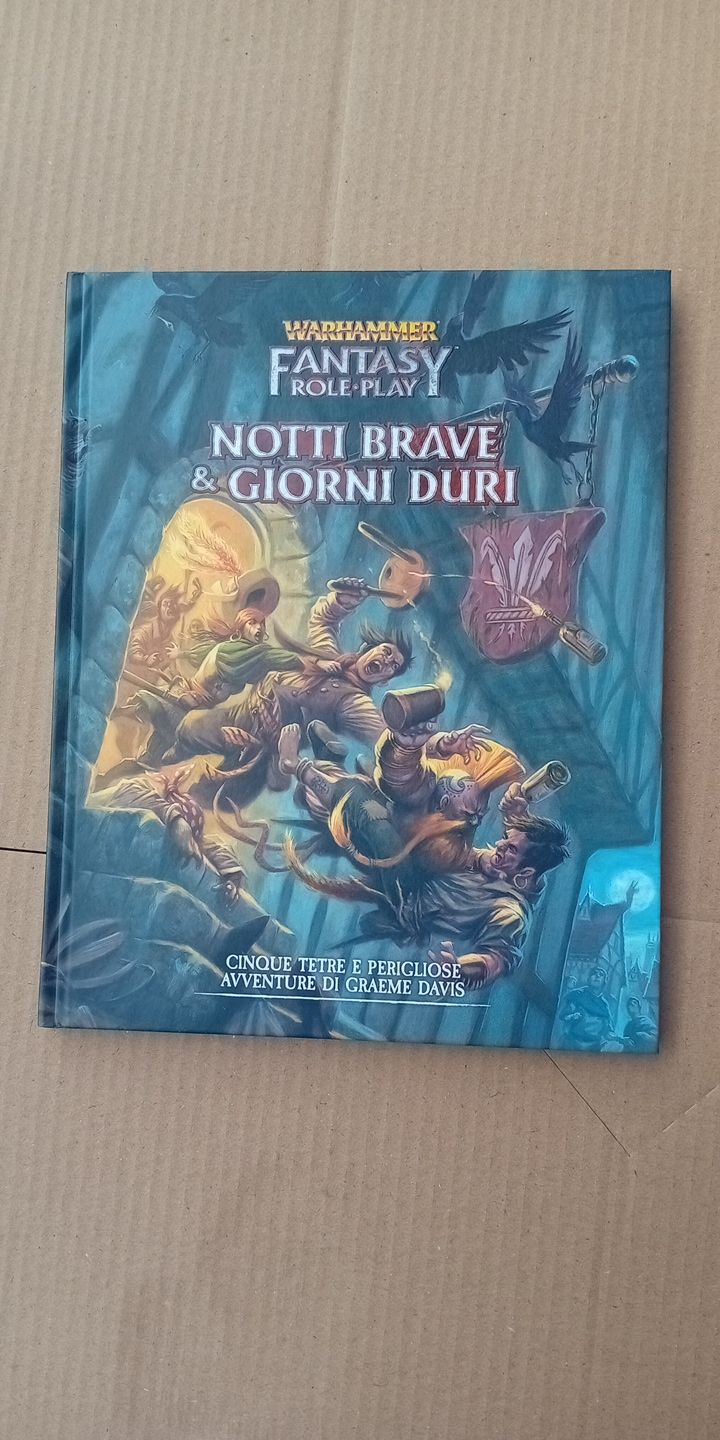 WARHAMMER
FANTASY
ROLE·PLAY
NOTTI BRAVE
& GIORNI DURI
CINQUE TETRE E PERIGLIOSE
AVVENTURE DI GRAEME DAVIS